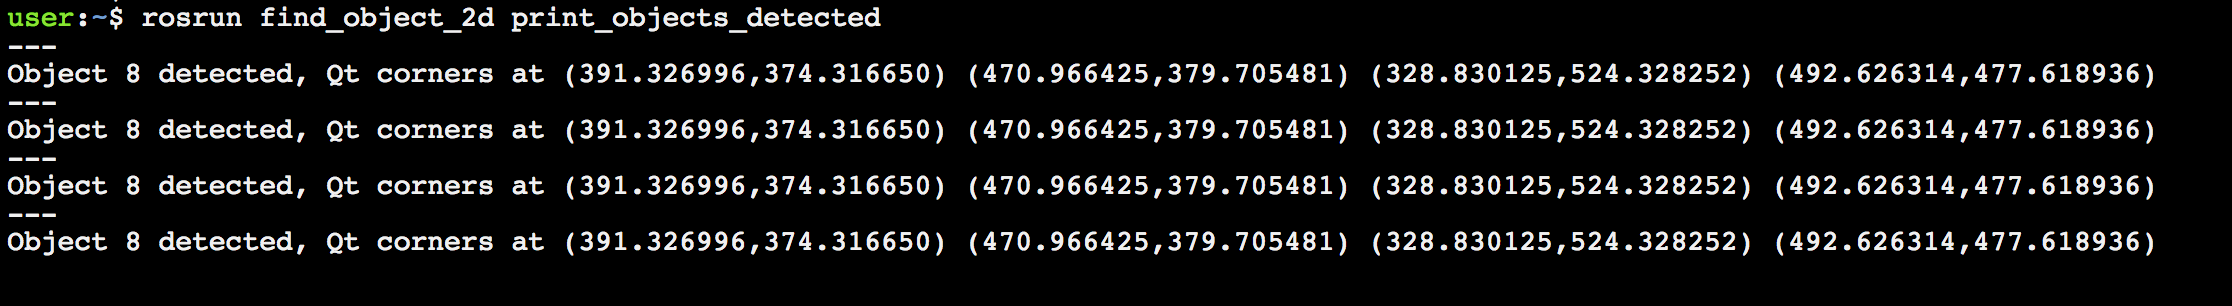 user:~$ rosrun find_object_2d print_objects_detected
---
Object 8 detected, Qt corners at (391.326996,374.316650) (470.966425,379.705481) (328.830125,524.328252) (492.626314,477.618936)
---
Object 8 detected, Qt corners at (391.326996,374.316650) (470.966425,379.705481) (328.830125,524.328252) (492.626314,477.618936)
---
Object 8 detected, Qt corners at (391.326996,374.316650) (470.966425,379.705481) (328.830125,524.328252) (492.626314,477.618936)
---
Object 8 detected, Qt corners at (391.326996,374.316650) (470.966425,379.705481) (328.830125,524.328252) (492.626314,477.618936)